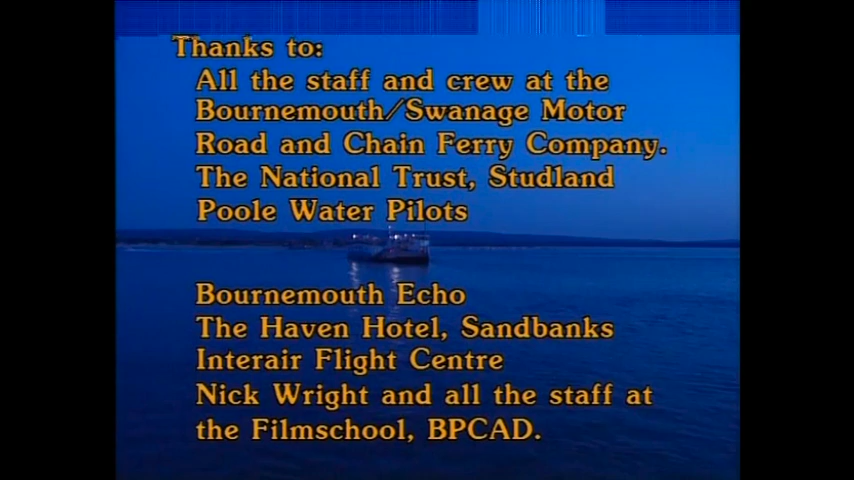 Thanks to:
All the staff and crew at the
Bournemouth/Swanage Motor
Road and Chain Ferry Company.
The National Trust, Studland
Poole Water Pilots
Bournemouth Echo
The Haven Hotel, Sandbanks
Interair Flight Centre
Nick Wright and all the staff at
the Filmschool, BPCAD.